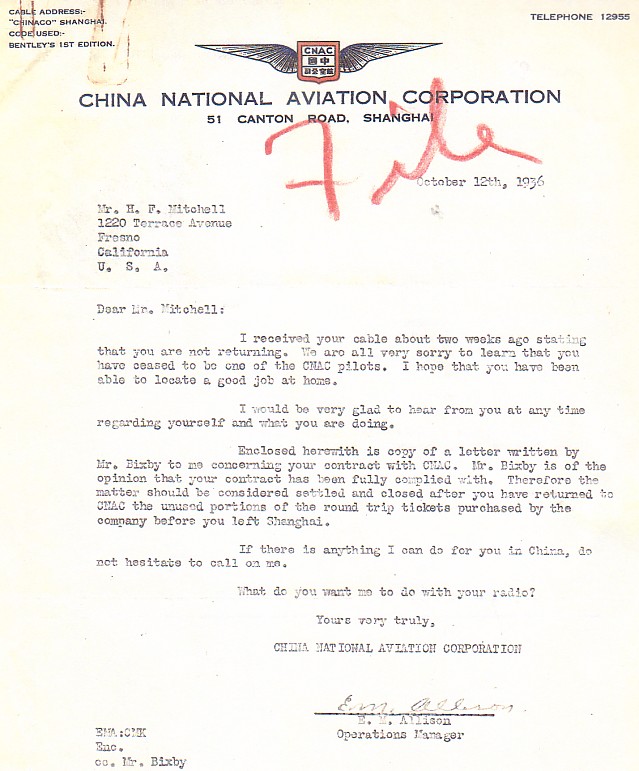 CABLE ADDRESS:-
"CHINACO" SHANGHAI.
CODE USED:-
BENTLEY'S 1ST EDITION.
TELEPHONE 12955
CNAC
中國
CHINA NATIONAL AVIATION CORPORATION
51 CANTON ROAD, SHANGHAI
File
October 12th, 1936
Mr. H. F. Mitchell
1220 Terrace Avenue
Fresno
California
U. S. A.
Dear Mr. Mitchell:
I received your cable about two weeks ago stating
that you are not returning. We are all very sorry to learn that you
have ceased to be one of the CNAC pilots. I hope that you have been
able to locate a good job at home.
I would be very glad to hear from you at any time
regarding yourself and what you are doing.
Enclosed herewith is copy of a letter written by
Mr. Bixby to me concerning your contract with CNAC. Mr. Bixby is of the
opinion that your contract has been fully complied with. Therefore the
matter should be considered settled and closed after you have returned to
CNAC the unused portions of the round trip tickets purchased by the
company before you left Shanghai.
If there is anything I can do for you in China, do
not hesitate to call on me.
What do you want me to do with your radio?
Yours very truly,
CHINA NATIONAL AVIATION CORPORATION
E. M. Allison
E. M. Allison
Operations Manager
EMA:CMK
Enc.
cc. Mr. Bixby